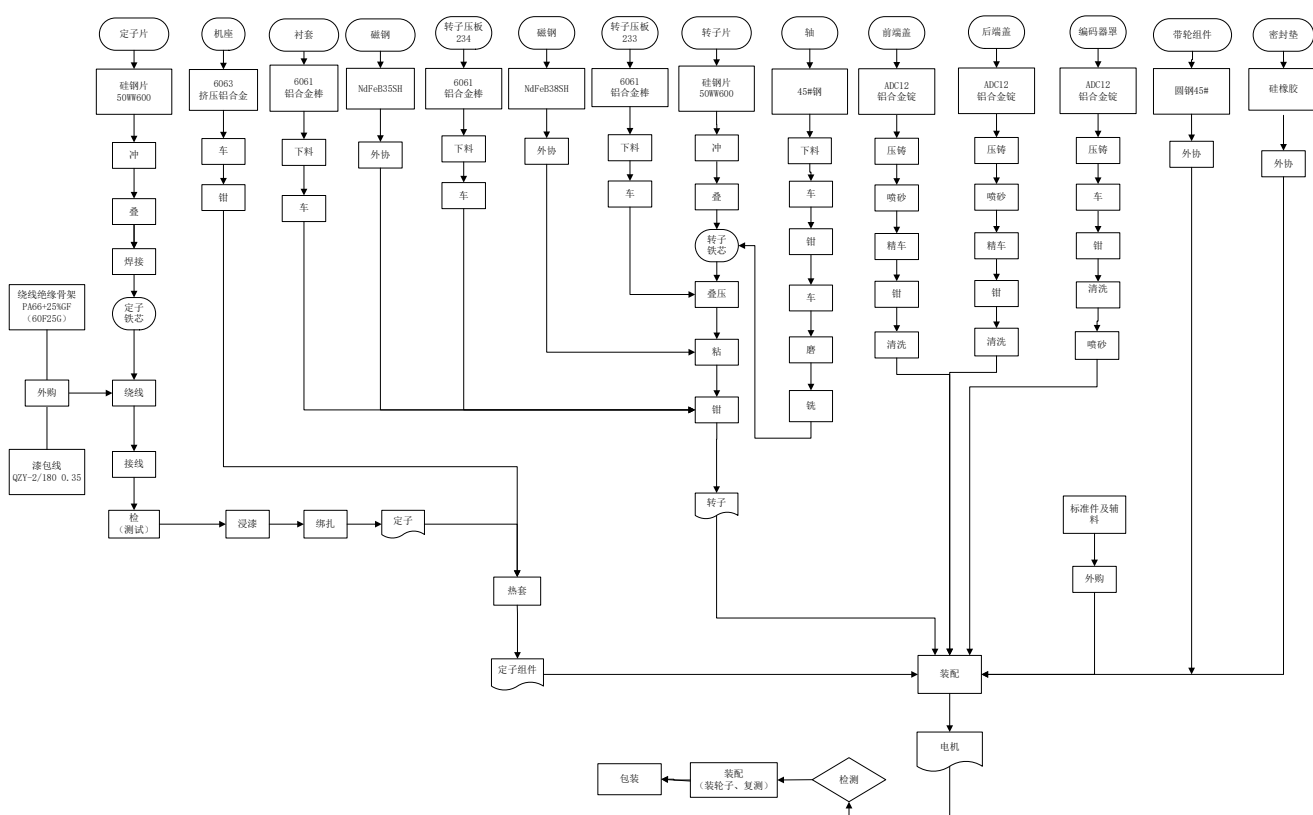 定子片
机座
衬套
磁钢
转子压板
234
磁钢
转子压板
233
转子片
轴
前端盖
后端盖
编码器罩
带轮组件
密封垫
硅钢片
50WW600
6063
挤压铝合金
6061
铝合金棒
NdFeB35SH
6061
铝合金棒
NdFeB38SH
6061
铝合金棒
硅钢片
50WW600
45#钢
ADC12
铝合金锭
ADC12
铝合金锭
ADC12
铝合金锭
圆钢45#
硅橡胶
冲
车
下料
外协
下料
外协
下料
冲
下料
压铸
压铸
压铸
外协
外协
叠
钳
车
车
车
叠
车
喷砂
喷砂
车
焊接
转子
铁芯
钳
精车
精车
钳
绕线绝缘骨架
PA66+25%GF
(60F25G)
定子
铁芯
叠压
车
钳
钳
清洗
粘
磨
清洗
清洗
喷砂
外购
绕线
钳
铣
漆包线
QZY-2/180 0.35
接线
转子
检
(测试)
浸漆
绑扎
定子
标准件及辅
料
热套
外购
定子组件
装配
电机
包装
装配
(装轮子、复测)
检测